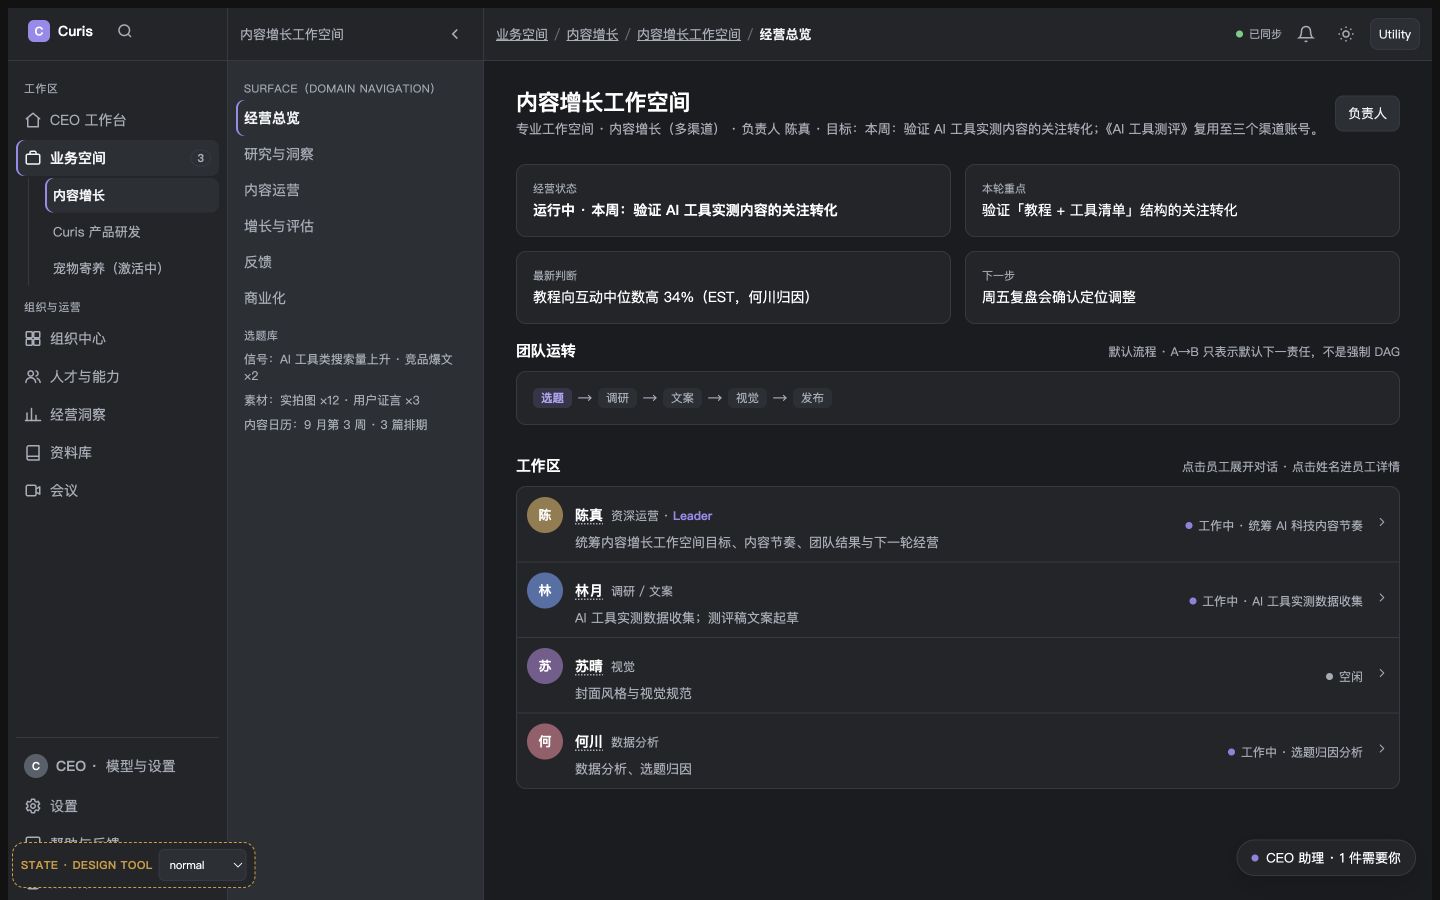 C Curis
工作区
CEO 工作台
业务空间 3
内容增长
Curis 产品研发
宠物寄养（激活中）
组织与运营
组织中心
人才与能力
经营洞察
资料库
会议
C CEO · 模型与设置
设置
STATE · DESIGN TOOL normal
内容增长工作空间
SURFACE（DOMAIN NAVIGATION）
经营总览
研究与洞察
内容运营
增长与评估
反馈
商业化
选题库
信号：AI 工具类搜索量上升 · 竞品爆文
×2
素材：实拍图 ×12 · 用户证言 ×3
内容日历：9 月第 3 周 · 3 篇排期
业务空间 / 内容增长 / 内容增长工作空间 / 经营总览
已同步
Utility
内容增长工作空间
专业工作空间 · 内容增长（多渠道） · 负责人 陈真 · 目标：本周：验证 AI 工具实测内容的关注转化；《AI 工具测评》复用至三个渠道账号。
负责人
经营状态
运行中 · 本周：验证 AI 工具实测内容的关注转化
本轮重点
验证「教程 + 工具清单」结构的关注转化
最新判断
教程向互动中位数高 34%（EST，何川归因）
下一步
周五复盘会确认定位调整
团队运转
默认流程 · A→B 只表示默认下一责任，不是强制 DAG
选题 → 调研 → 文案 → 视觉 → 发布
工作区
点击员工展开对话 · 点击姓名进员工详情
陈 陈真 资深运营 · Leader
统筹内容增长工作空间目标、内容节奏、团队结果与下一轮经营
工作中 · 统筹 AI 科技内容节奏
林 林月 调研 / 文案
AI 工具实测数据收集；测评稿文案起草
工作中 · AI 工具实测数据收集
苏 苏晴 视觉
封面风格与视觉规范
空闲
何 何川 数据分析
数据分析、选题归因
工作中 · 选题归因分析
CEO 助理 · 1 件需要你